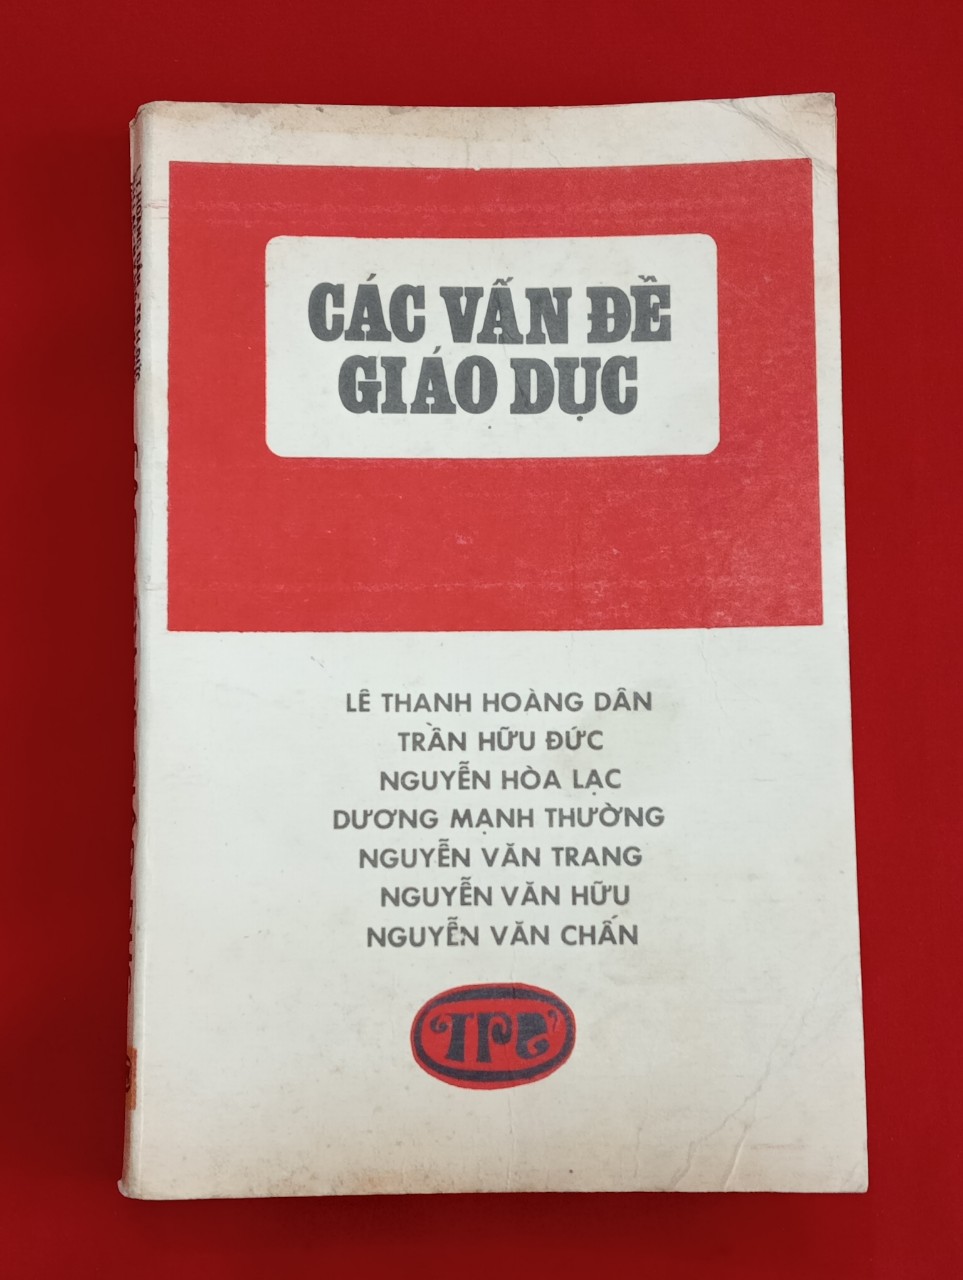 CÁC VẤN ĐỀ
GIÁO DỤC
LÊ THANH HOÀNG DÂN
TRẦN HỮU ĐỨC
NGUYỄN HÒA LẠC
DƯƠNG MẠNH THƯỜNG
NGUYỄN VĂN TRANG
NGUYỄN VĂN HỮU
NGUYỄN VĂN CHẤN